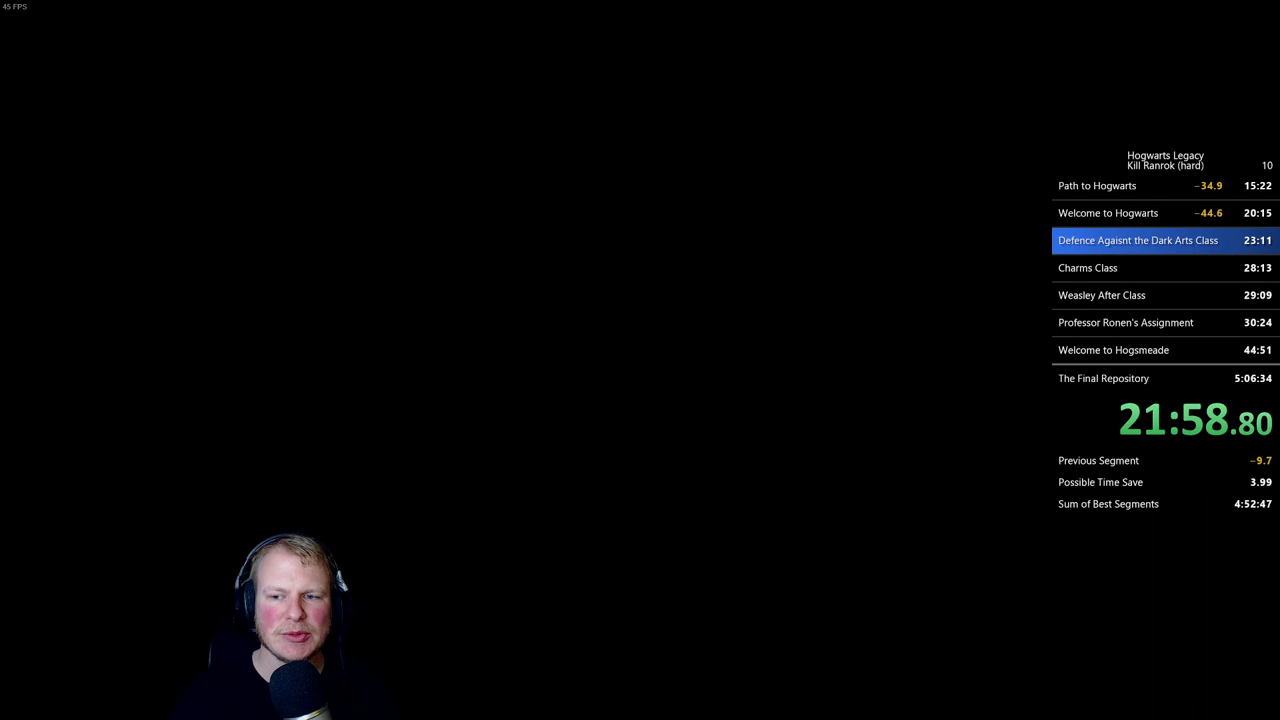 45 FPS
Hogwarts Legacy
Kill Ranrok (hard) 10
Path to Hogwarts −34.9 15:22
Welcome to Hogwarts −44.6 20:15
Defence Agaisnt the Dark Arts Class 23:11
Charms Class 28:13
Weasley After Class 29:09
Professor Ronen's Assignment 30:24
Welcome to Hogsmeade 44:51
The Final Repository 5:06:34
21:58.80
Previous Segment −9.7
Possible Time Save 3.99
Sum of Best Segments 4:52:47